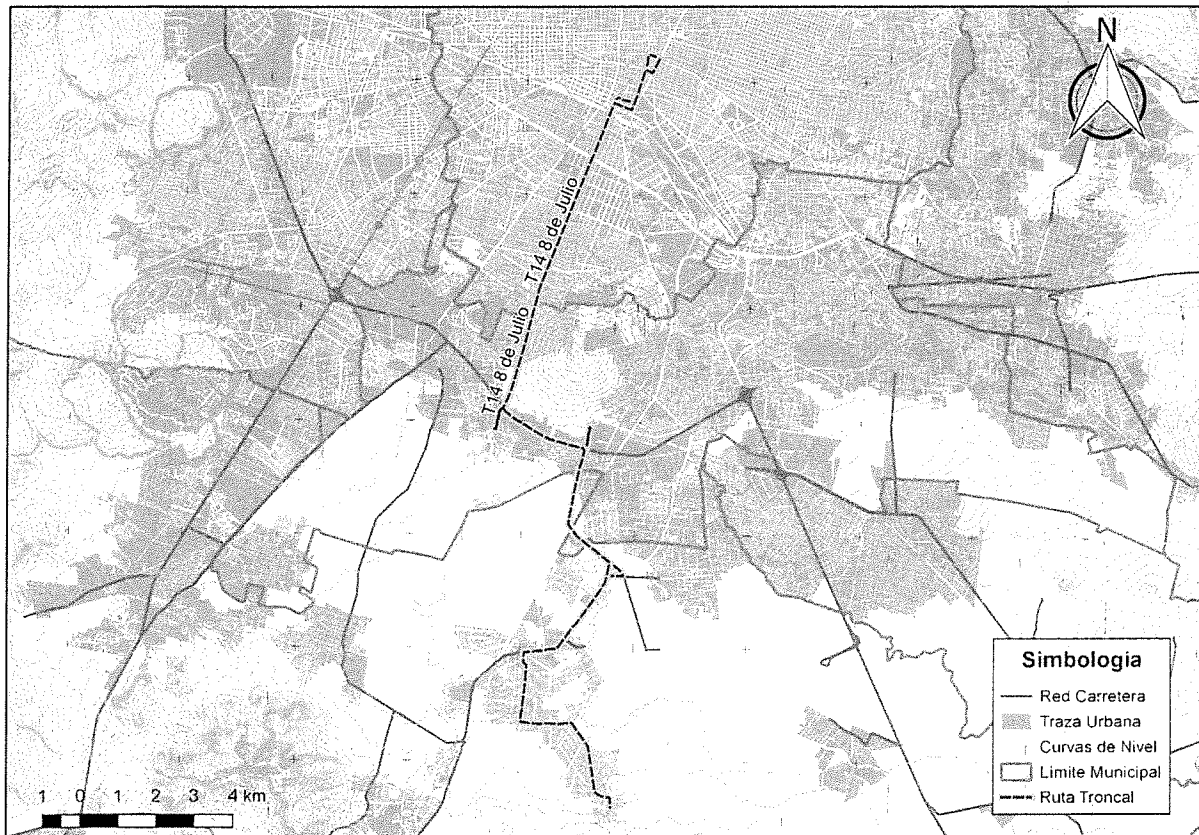 N
T14 8 de Julio
T14 8 de Julio
Simbologia
Red Carretera
Traza Urbana
Curvas de Nivel
Limite Municipal
Ruta Troncal
1 0 1 2 3 4 km